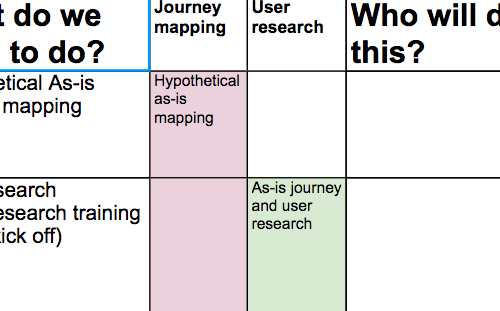 t do we
to do?
Journey
mapping
User
research
Who will d
this?
etical As-is
mapping
Hypothetical
as-is
mapping
search
esearch training
ick off)
As-is journey
and user
research